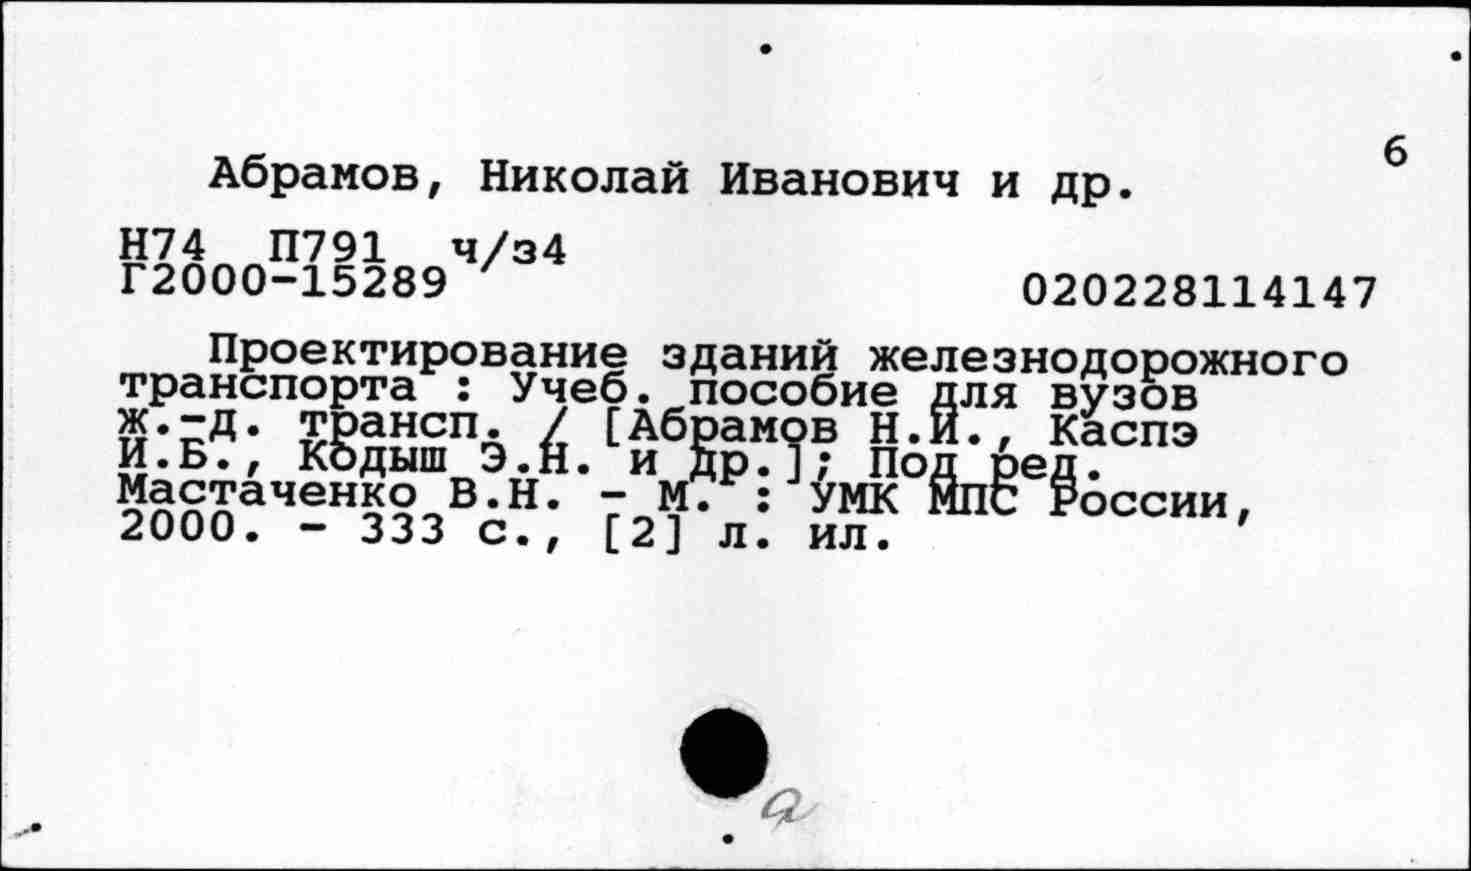 6
Абрамов, Николай Иванович и др.
Н74 П791 ч/з4
Г2000-15289
020228114147
Проектирование зданий железнодорожного
транспорта : Учеб. пособие для вузов
ж.-д. трансп. / [Абрамов Н.И., Каспэ
И.Б., Кодыш Э.Н. и др.]; Под ред.
Мастаченко В.Н. - М. : УМК МПС России,
2000. - 333 с., [2] л. ил.
а